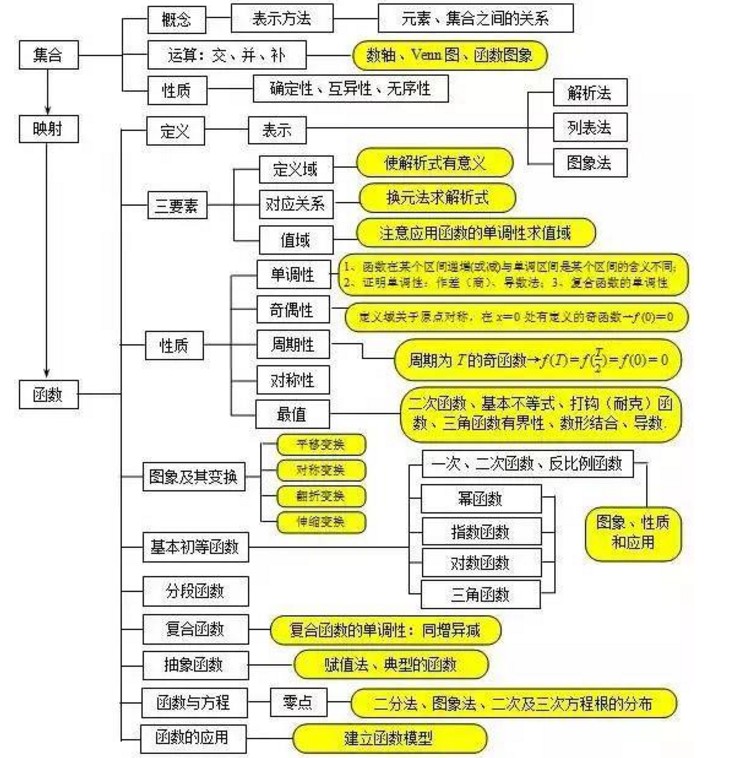 概念
表示方法
元素、集合之间的关系
集合
运算：交、并、补
数轴、Venn图、函数图象
性质
确定性、互异性、无序性
解析法
映射
定义
表示
列表法
图象法
定义域
使解析式有意义
三要素
对应关系
换元法求解析式
值域
注意应用函数的单调性求值域
单调性
1、函数在某个区间递增(或减)与单调区间是某个区间的含义不同；
2、证明单调性：作差（商）、导数法；3、复合函数的单调性
奇偶性
定义域关于原点对称，在x＝0处有定义的奇函数→f(0)＝0
性质
周期性
周期为T的奇函数→f(T)＝f(T/2)＝f(0)＝0
对称性
函数
最值
二次函数、基本不等式、打钩（耐克）函
数、三角函数有界性、数形结合、导数.
平移变换
图象及其变换
对称变换
翻折变换
伸缩变换
一次、二次函数、反比例函数
幂函数
图象、性质
和应用
指数函数
基本初等函数
对数函数
三角函数
分段函数
复合函数
复合函数的单调性：同增异减
抽象函数
赋值法、典型的函数
函数与方程
零点
二分法、图象法、二次及三次方程根的分布
函数的应用
建立函数模型